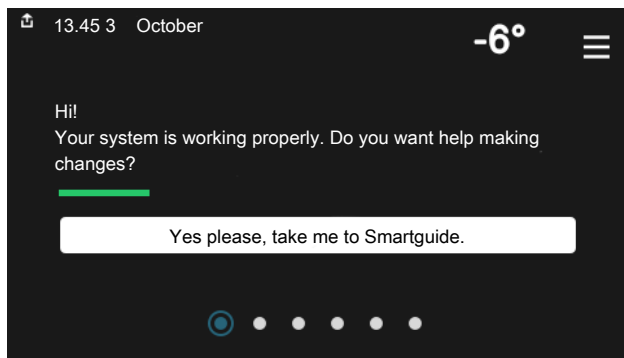 13.45 3 October
-6°
Hi!
Your system is working properly. Do you want help making
changes?
Yes please, take me to Smartguide.